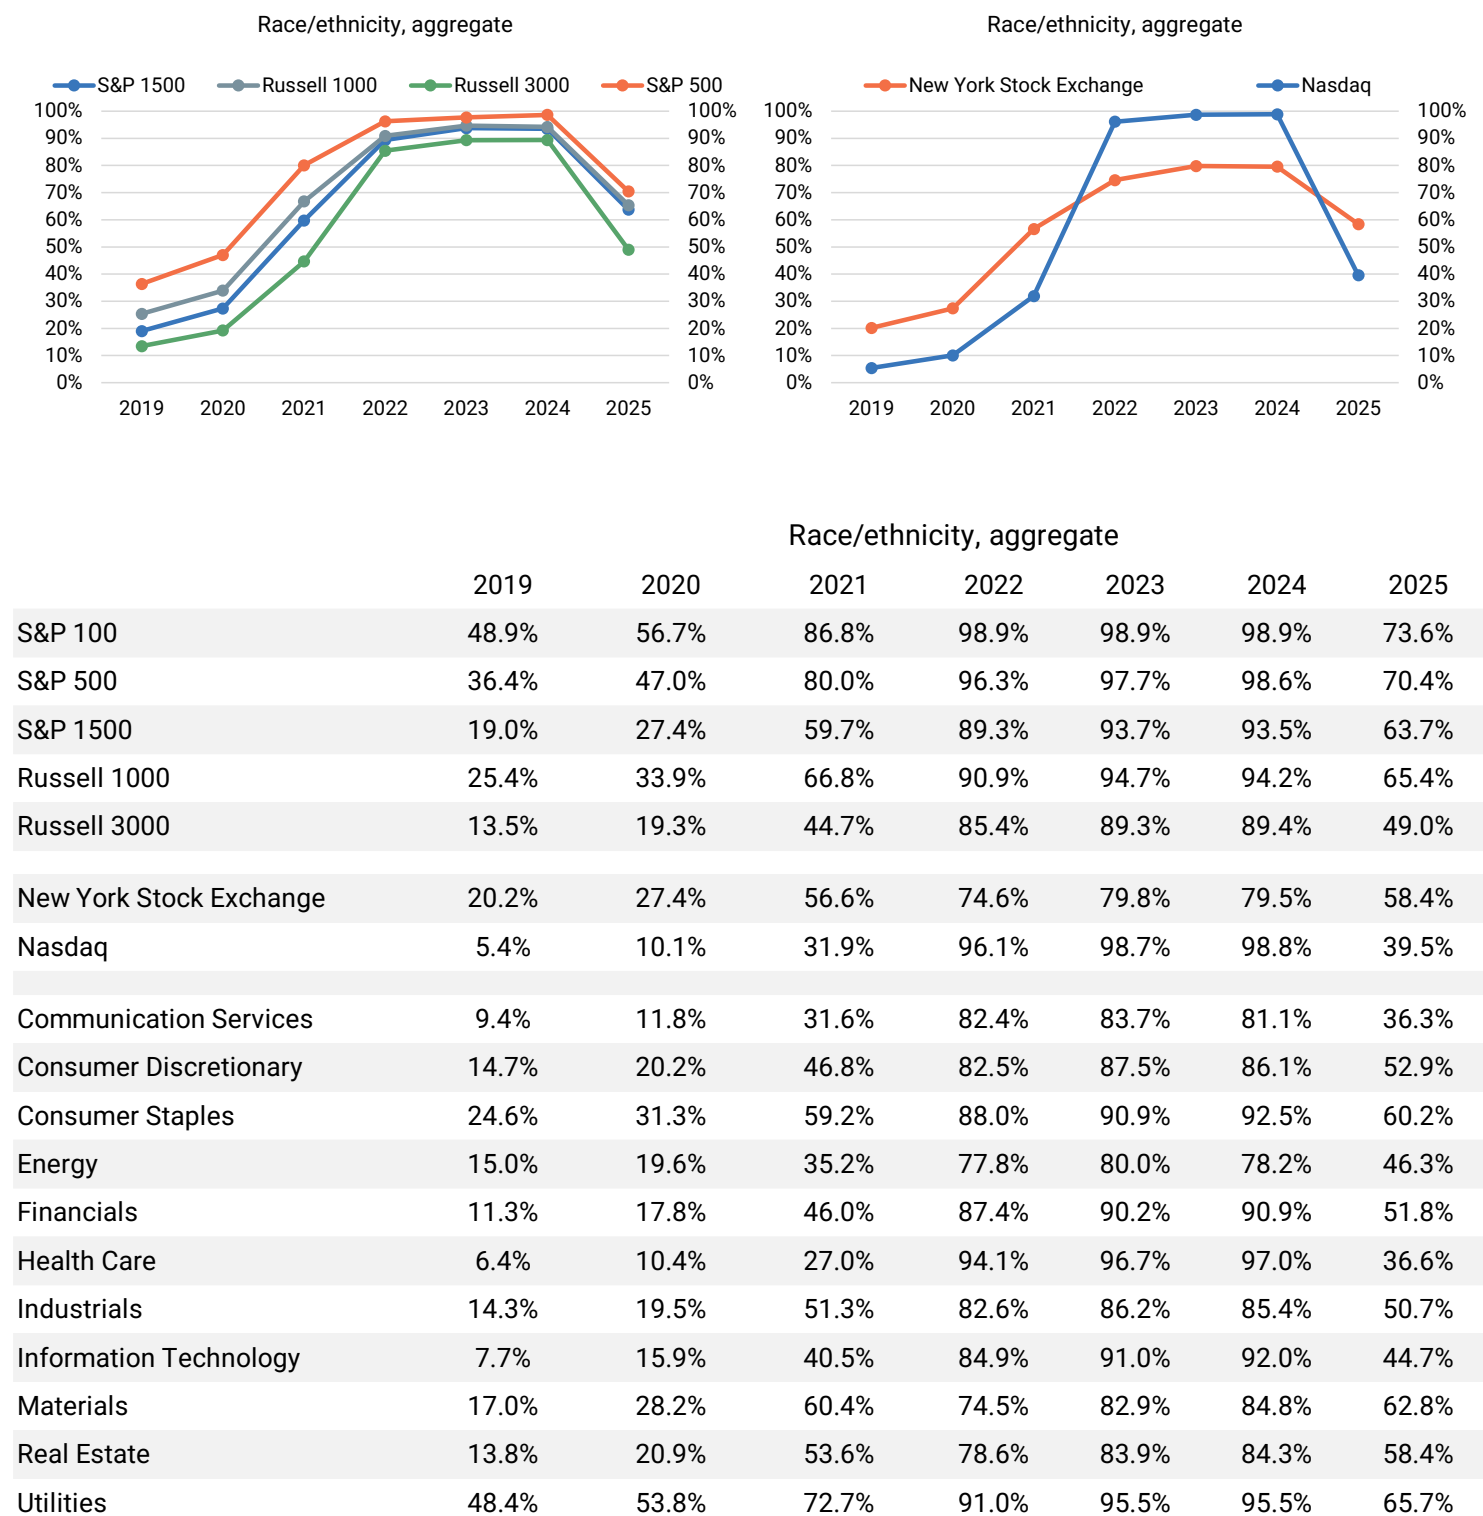 Race/ethnicity, aggregate
S&P 1500 Russell 1000 Russell 3000 S&P 500
100% 100%
90% 90%
80% 80%
70% 70%
60% 60%
50% 50%
40% 40%
30% 30%
20% 20%
10% 10%
0% 0%
2019 2020 2021 2022 2023 2024 2025
Race/ethnicity, aggregate
New York Stock Exchange Nasdaq
100% 100%
90% 90%
80% 80%
70% 70%
60% 60%
50% 50%
40% 40%
30% 30%
20% 20%
10% 10%
0% 0%
2019 2020 2021 2022 2023 2024 2025
Race/ethnicity, aggregate
2019 2020 2021 2022 2023 2024 2025
S&P 100 48.9% 56.7% 86.8% 98.9% 98.9% 98.9% 73.6%
S&P 500 36.4% 47.0% 80.0% 96.3% 97.7% 98.6% 70.4%
S&P 1500 19.0% 27.4% 59.7% 89.3% 93.7% 93.5% 63.7%
Russell 1000 25.4% 33.9% 66.8% 90.9% 94.7% 94.2% 65.4%
Russell 3000 13.5% 19.3% 44.7% 85.4% 89.3% 89.4% 49.0%
New York Stock Exchange 20.2% 27.4% 56.6% 74.6% 79.8% 79.5% 58.4%
Nasdaq 5.4% 10.1% 31.9% 96.1% 98.7% 98.8% 39.5%
Communication Services 9.4% 11.8% 31.6% 82.4% 83.7% 81.1% 36.3%
Consumer Discretionary 14.7% 20.2% 46.8% 82.5% 87.5% 86.1% 52.9%
Consumer Staples 24.6% 31.3% 59.2% 88.0% 90.9% 92.5% 60.2%
Energy 15.0% 19.6% 35.2% 77.8% 80.0% 78.2% 46.3%
Financials 11.3% 17.8% 46.0% 87.4% 90.2% 90.9% 51.8%
Health Care 6.4% 10.4% 27.0% 94.1% 96.7% 97.0% 36.6%
Industrials 14.3% 19.5% 51.3% 82.6% 86.2% 85.4% 50.7%
Information Technology 7.7% 15.9% 40.5% 84.9% 91.0% 92.0% 44.7%
Materials 17.0% 28.2% 60.4% 74.5% 82.9% 84.8% 62.8%
Real Estate 13.8% 20.9% 53.6% 78.6% 83.9% 84.3% 58.4%
Utilities 48.4% 53.8% 72.7% 91.0% 95.5% 95.5% 65.7%